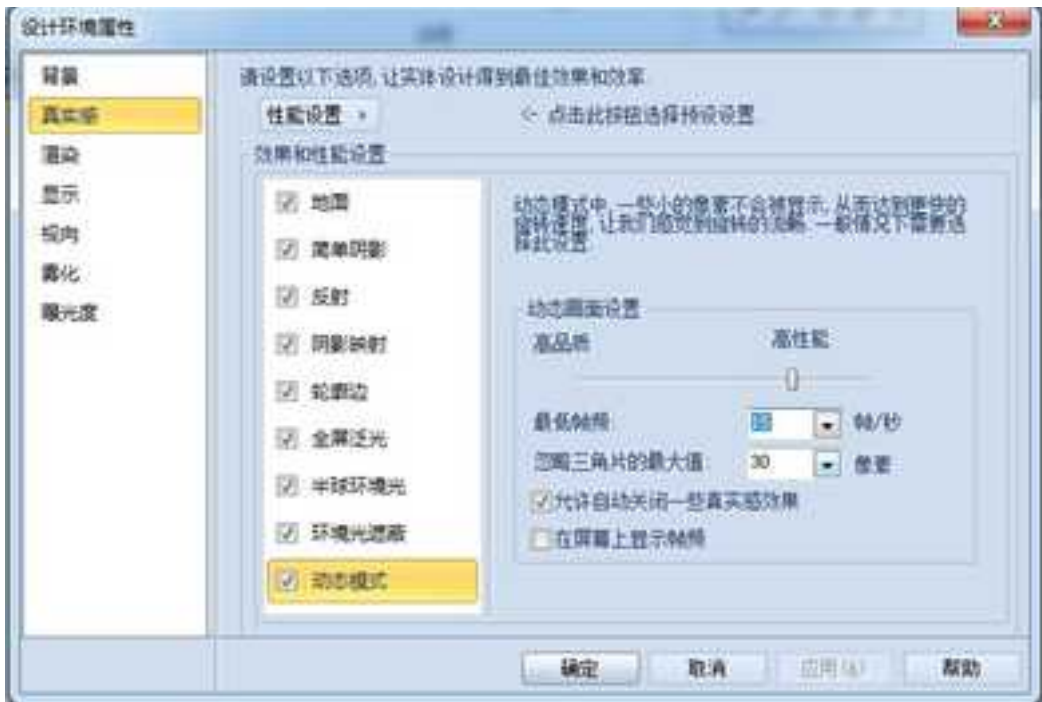 设计环境属性
背景
真实感
渲染
显示
视向
雾化
曝光度
请设置以下选项,让实体设计得到最佳效果和效率
性能设置
<- 点击此按钮选择预设设置
效果和性能设置
地面
简单阴影
反射
阴影映射
轮廓边
全屏泛光
半球环境光
环境光遮蔽
动态模式
动态模式中,一些小的像素不会被显示,从而达到更快的
旋转速度,让我们感觉到旋转的流畅.一般情况下需要选
择此设置.
动态画面设置
高品质 高性能
最低帧频 15 帧/秒
忽略三角片的最大值: 30 像素
允许自动关闭一些真实感效果
在屏幕上显示帧频
确定 取消 应用(A) 帮助